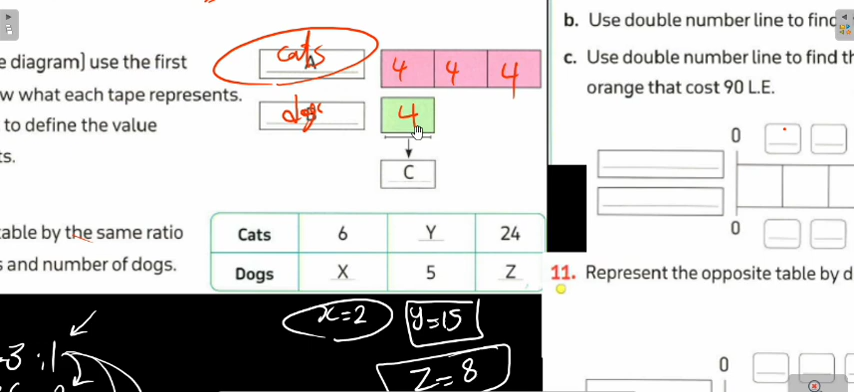 e diagram) use the first
w what each tape represents.
to define the value
ts.
cats
A
4 4 4
dogs
4
C
able by the same ratio
s and number of dogs.
Cats 6 Y 24
Dogs X 5 Z
x=2 y=15
z=8
3:1
b. Use double number line to find
c. Use double number line to find th
orange that cost 90 L.E.
0
0
11. Represent the opposite table by d
0